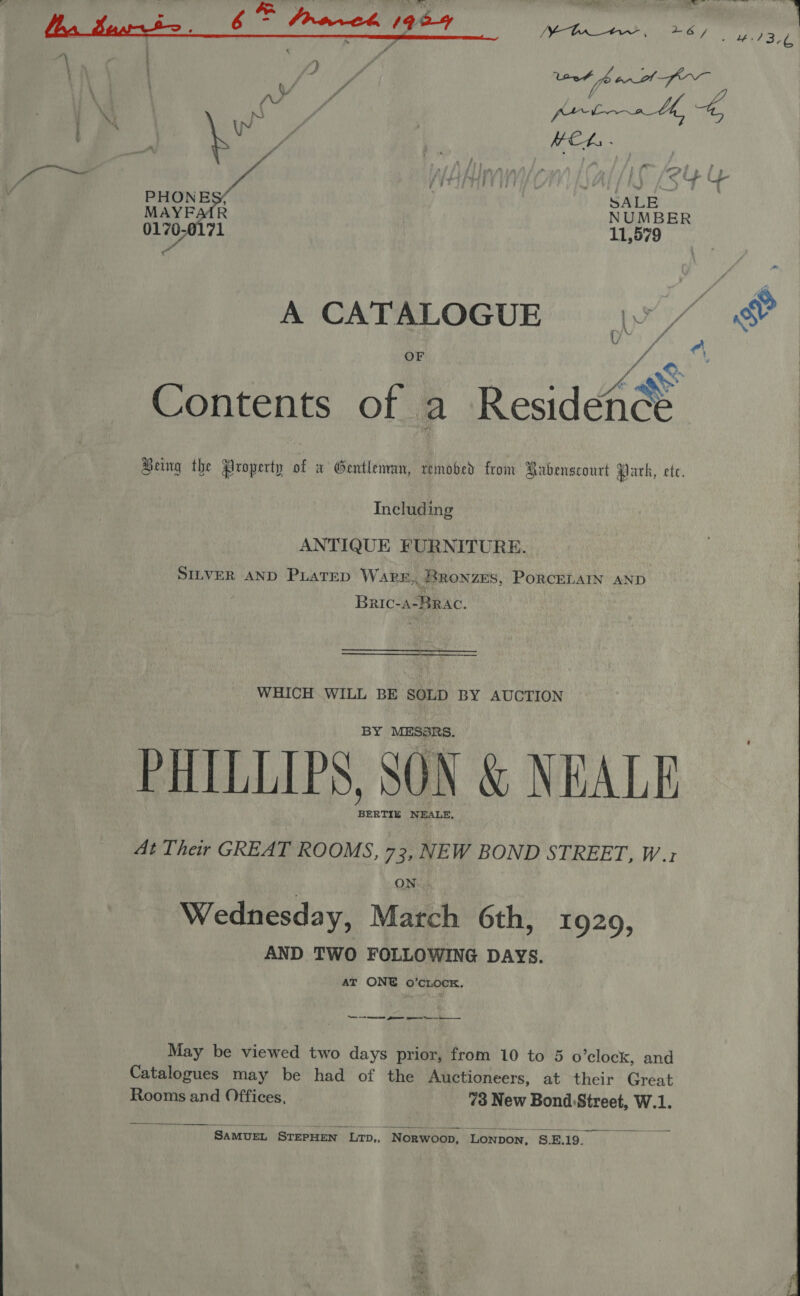 6th March 1929
261
PHONES,
MAYFAIR
0170-0171
SALE
NUMBER
11,579
A CATALOGUE
OF
Contents of a Residence
Being the Property of a Gentleman, removed from Ravenscourt Park, etc.
Including
ANTIQUE FURNITURE.
SILVER AND PLATED WARE, BRONZES, PORCELAIN AND
BRIC-A-BRAC.
WHICH WILL BE SOLD BY AUCTION
BY MESSRS.
PHILLIPS, SON & NEALE
BERTIE NEALE.
At Their GREAT ROOMS, 73, NEW BOND STREET, W.1
ON
Wednesday, March 6th, 1929,
AND TWO FOLLOWING DAYS.
AT ONE O'CLOCK.
May be viewed two days prior, from 10 to 5 o'clock, and
Catalogues may be had of the Auctioneers, at their Great
Rooms and Offices, 73 New Bond Street, W.1.
SAMUEL STEPHEN LTD., NORWOOD, LONDON, S.E.19.